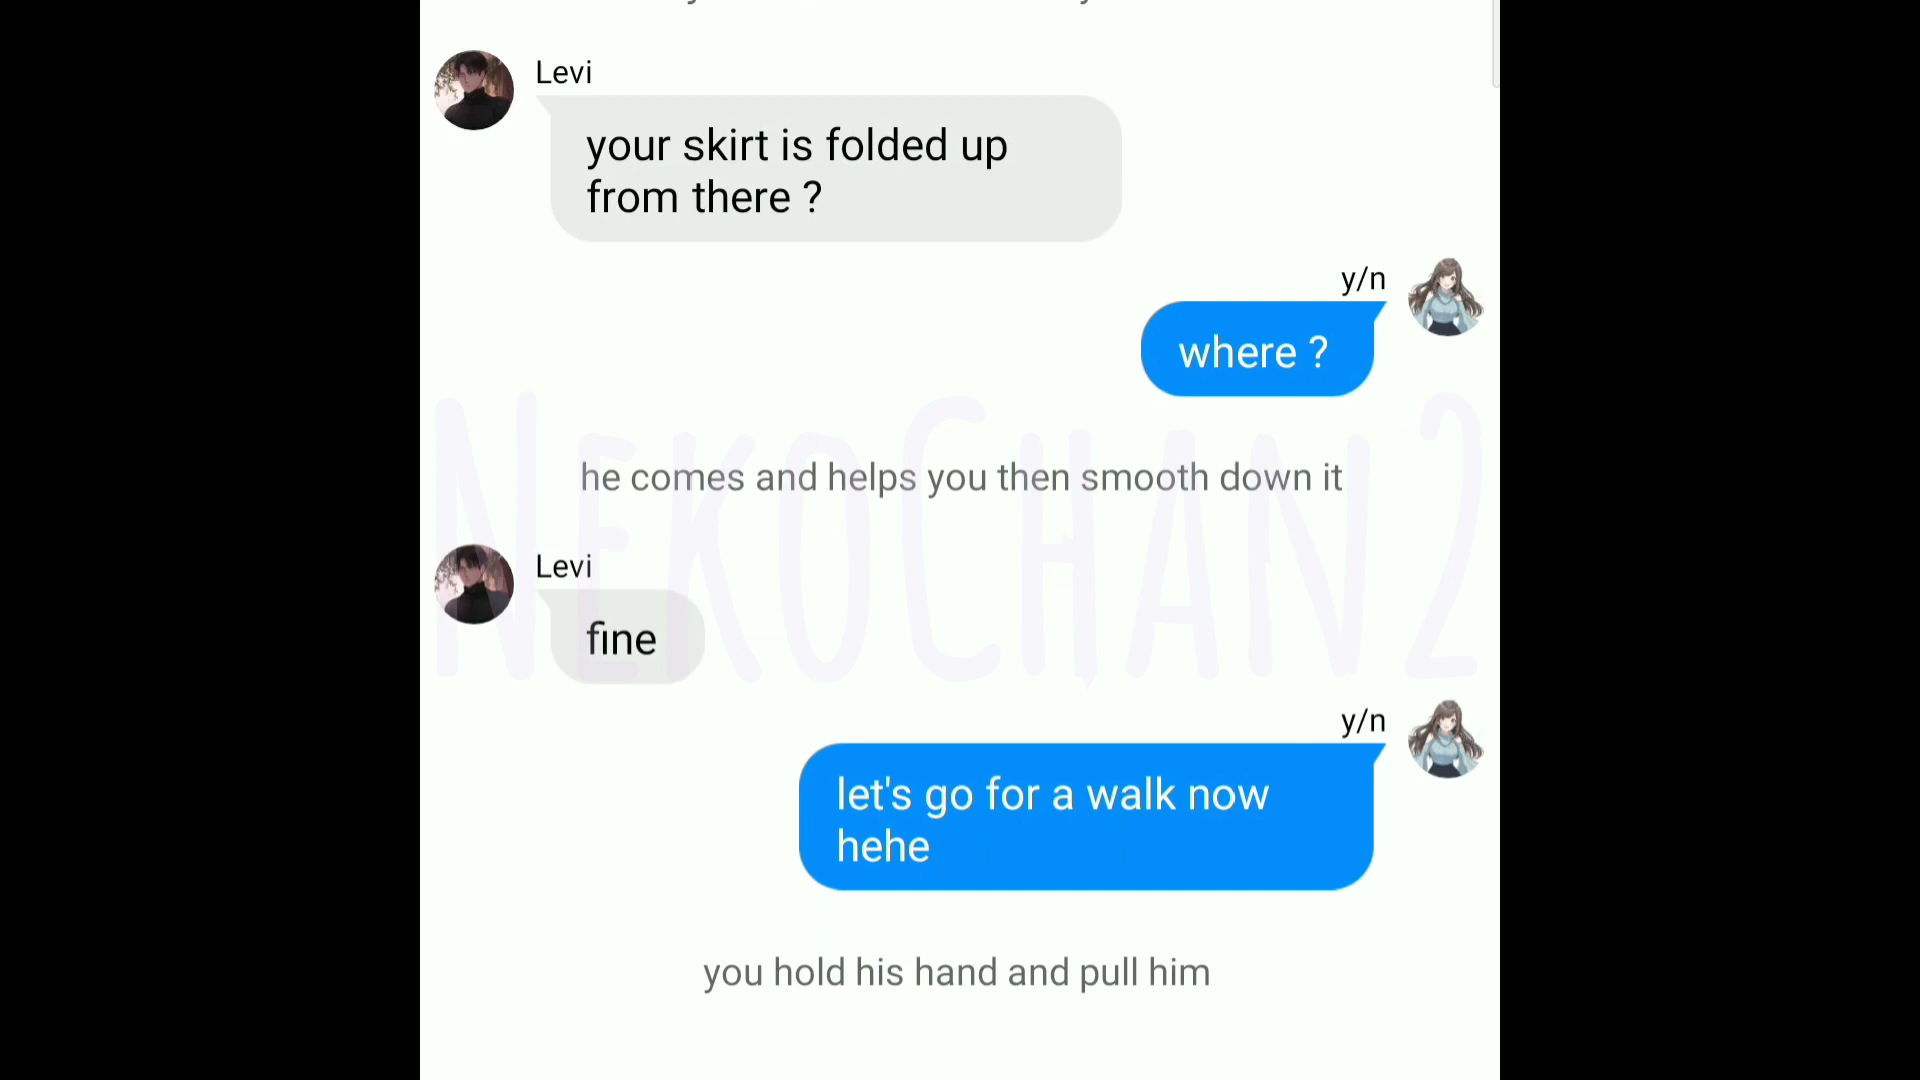 Levi
your skirt is folded up
from there ?
y/n
where ?
he comes and helps you then smooth down it
Levi
fine
y/n
let's go for a walk now
hehe
you hold his hand and pull him
NEKOCHAN2